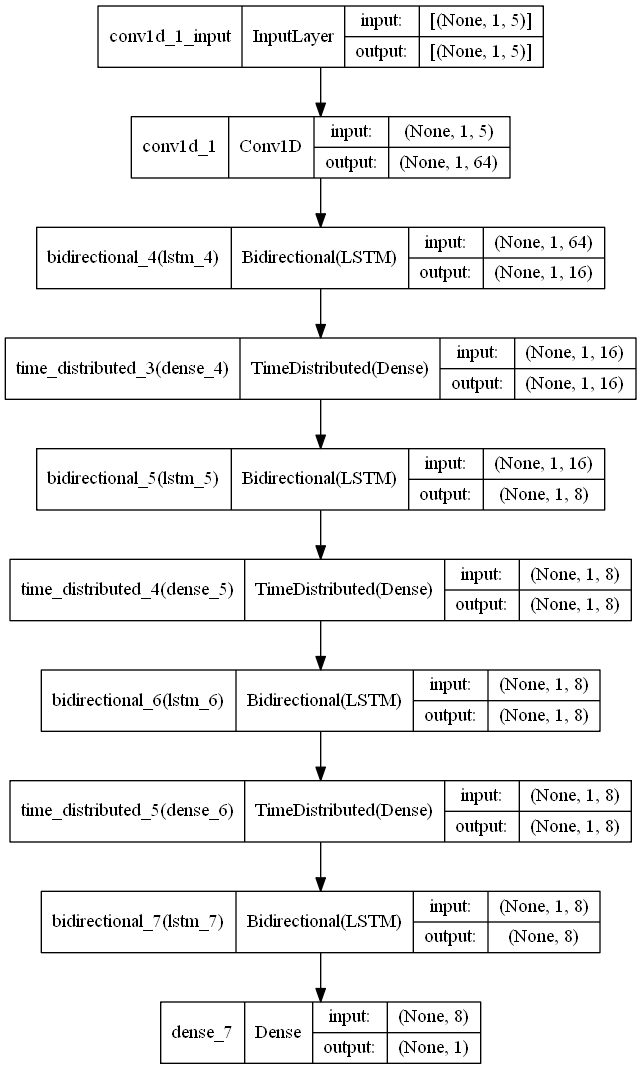 conv1d_1_input InputLayer input: [(None, 1, 5)]
output: [(None, 1, 5)]
conv1d_1 Conv1D input: (None, 1, 5)
output: (None, 1, 64)
bidirectional_4(lstm_4) Bidirectional(LSTM) input: (None, 1, 64)
output: (None, 1, 16)
time_distributed_3(dense_4) TimeDistributed(Dense) input: (None, 1, 16)
output: (None, 1, 16)
bidirectional_5(lstm_5) Bidirectional(LSTM) input: (None, 1, 16)
output: (None, 1, 8)
time_distributed_4(dense_5) TimeDistributed(Dense) input: (None, 1, 8)
output: (None, 1, 8)
bidirectional_6(lstm_6) Bidirectional(LSTM) input: (None, 1, 8)
output: (None, 1, 8)
time_distributed_5(dense_6) TimeDistributed(Dense) input: (None, 1, 8)
output: (None, 1, 8)
bidirectional_7(lstm_7) Bidirectional(LSTM) input: (None, 1, 8)
output: (None, 8)
dense_7 Dense input: (None, 8)
output: (None, 1)